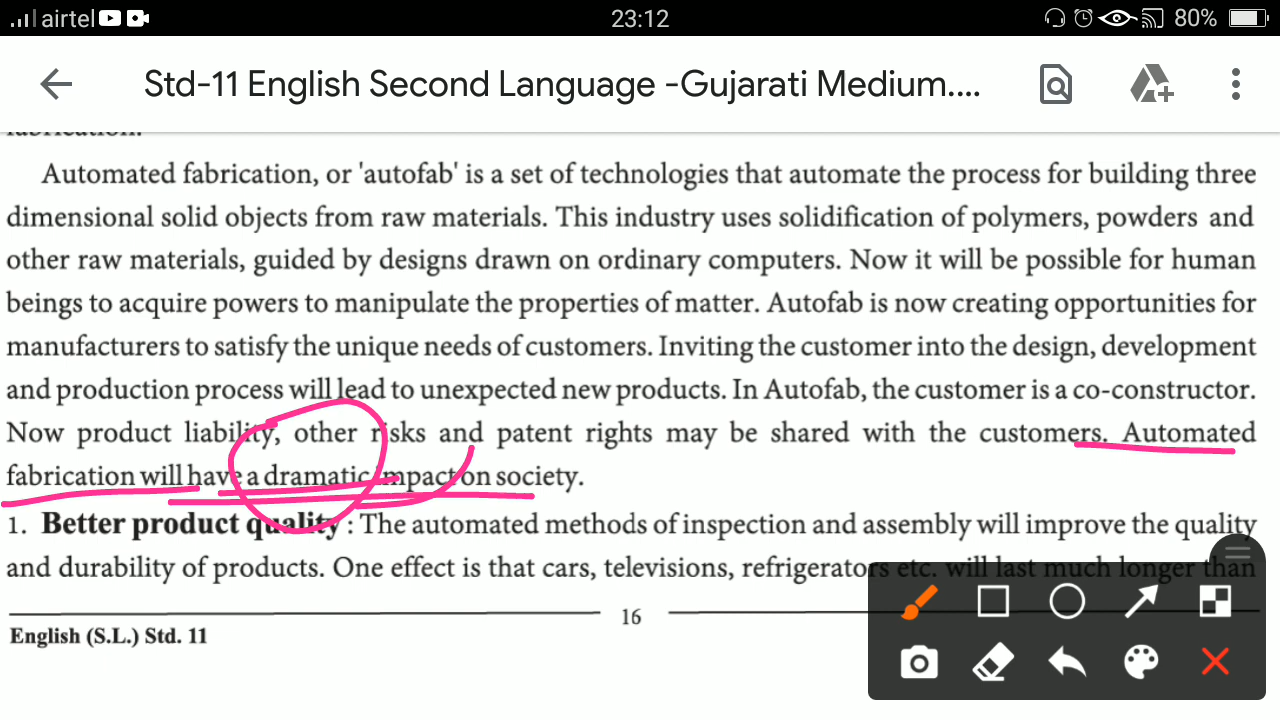 airtel 23:12 80%
Std-11 English Second Language -Gujarati Medium....
fabrication.
Automated fabrication, or 'autofab' is a set of technologies that automate the process for building three
dimensional solid objects from raw materials. This industry uses solidification of polymers, powders and
other raw materials, guided by designs drawn on ordinary computers. Now it will be possible for human
beings to acquire powers to manipulate the properties of matter. Autofab is now creating opportunities for
manufacturers to satisfy the unique needs of customers. Inviting the customer into the design, development
and production process will lead to unexpected new products. In Autofab, the customer is a co-constructor.
Now product liability, other risks and patent rights may be shared with the customers. Automated
fabrication will have a dramatic impact on society.
1. Better product quality : The automated methods of inspection and assembly will improve the quality
and durability of products. One effect is that cars, televisions, refrigerators etc. will last much longer than
16
English (S.L.) Std. 11